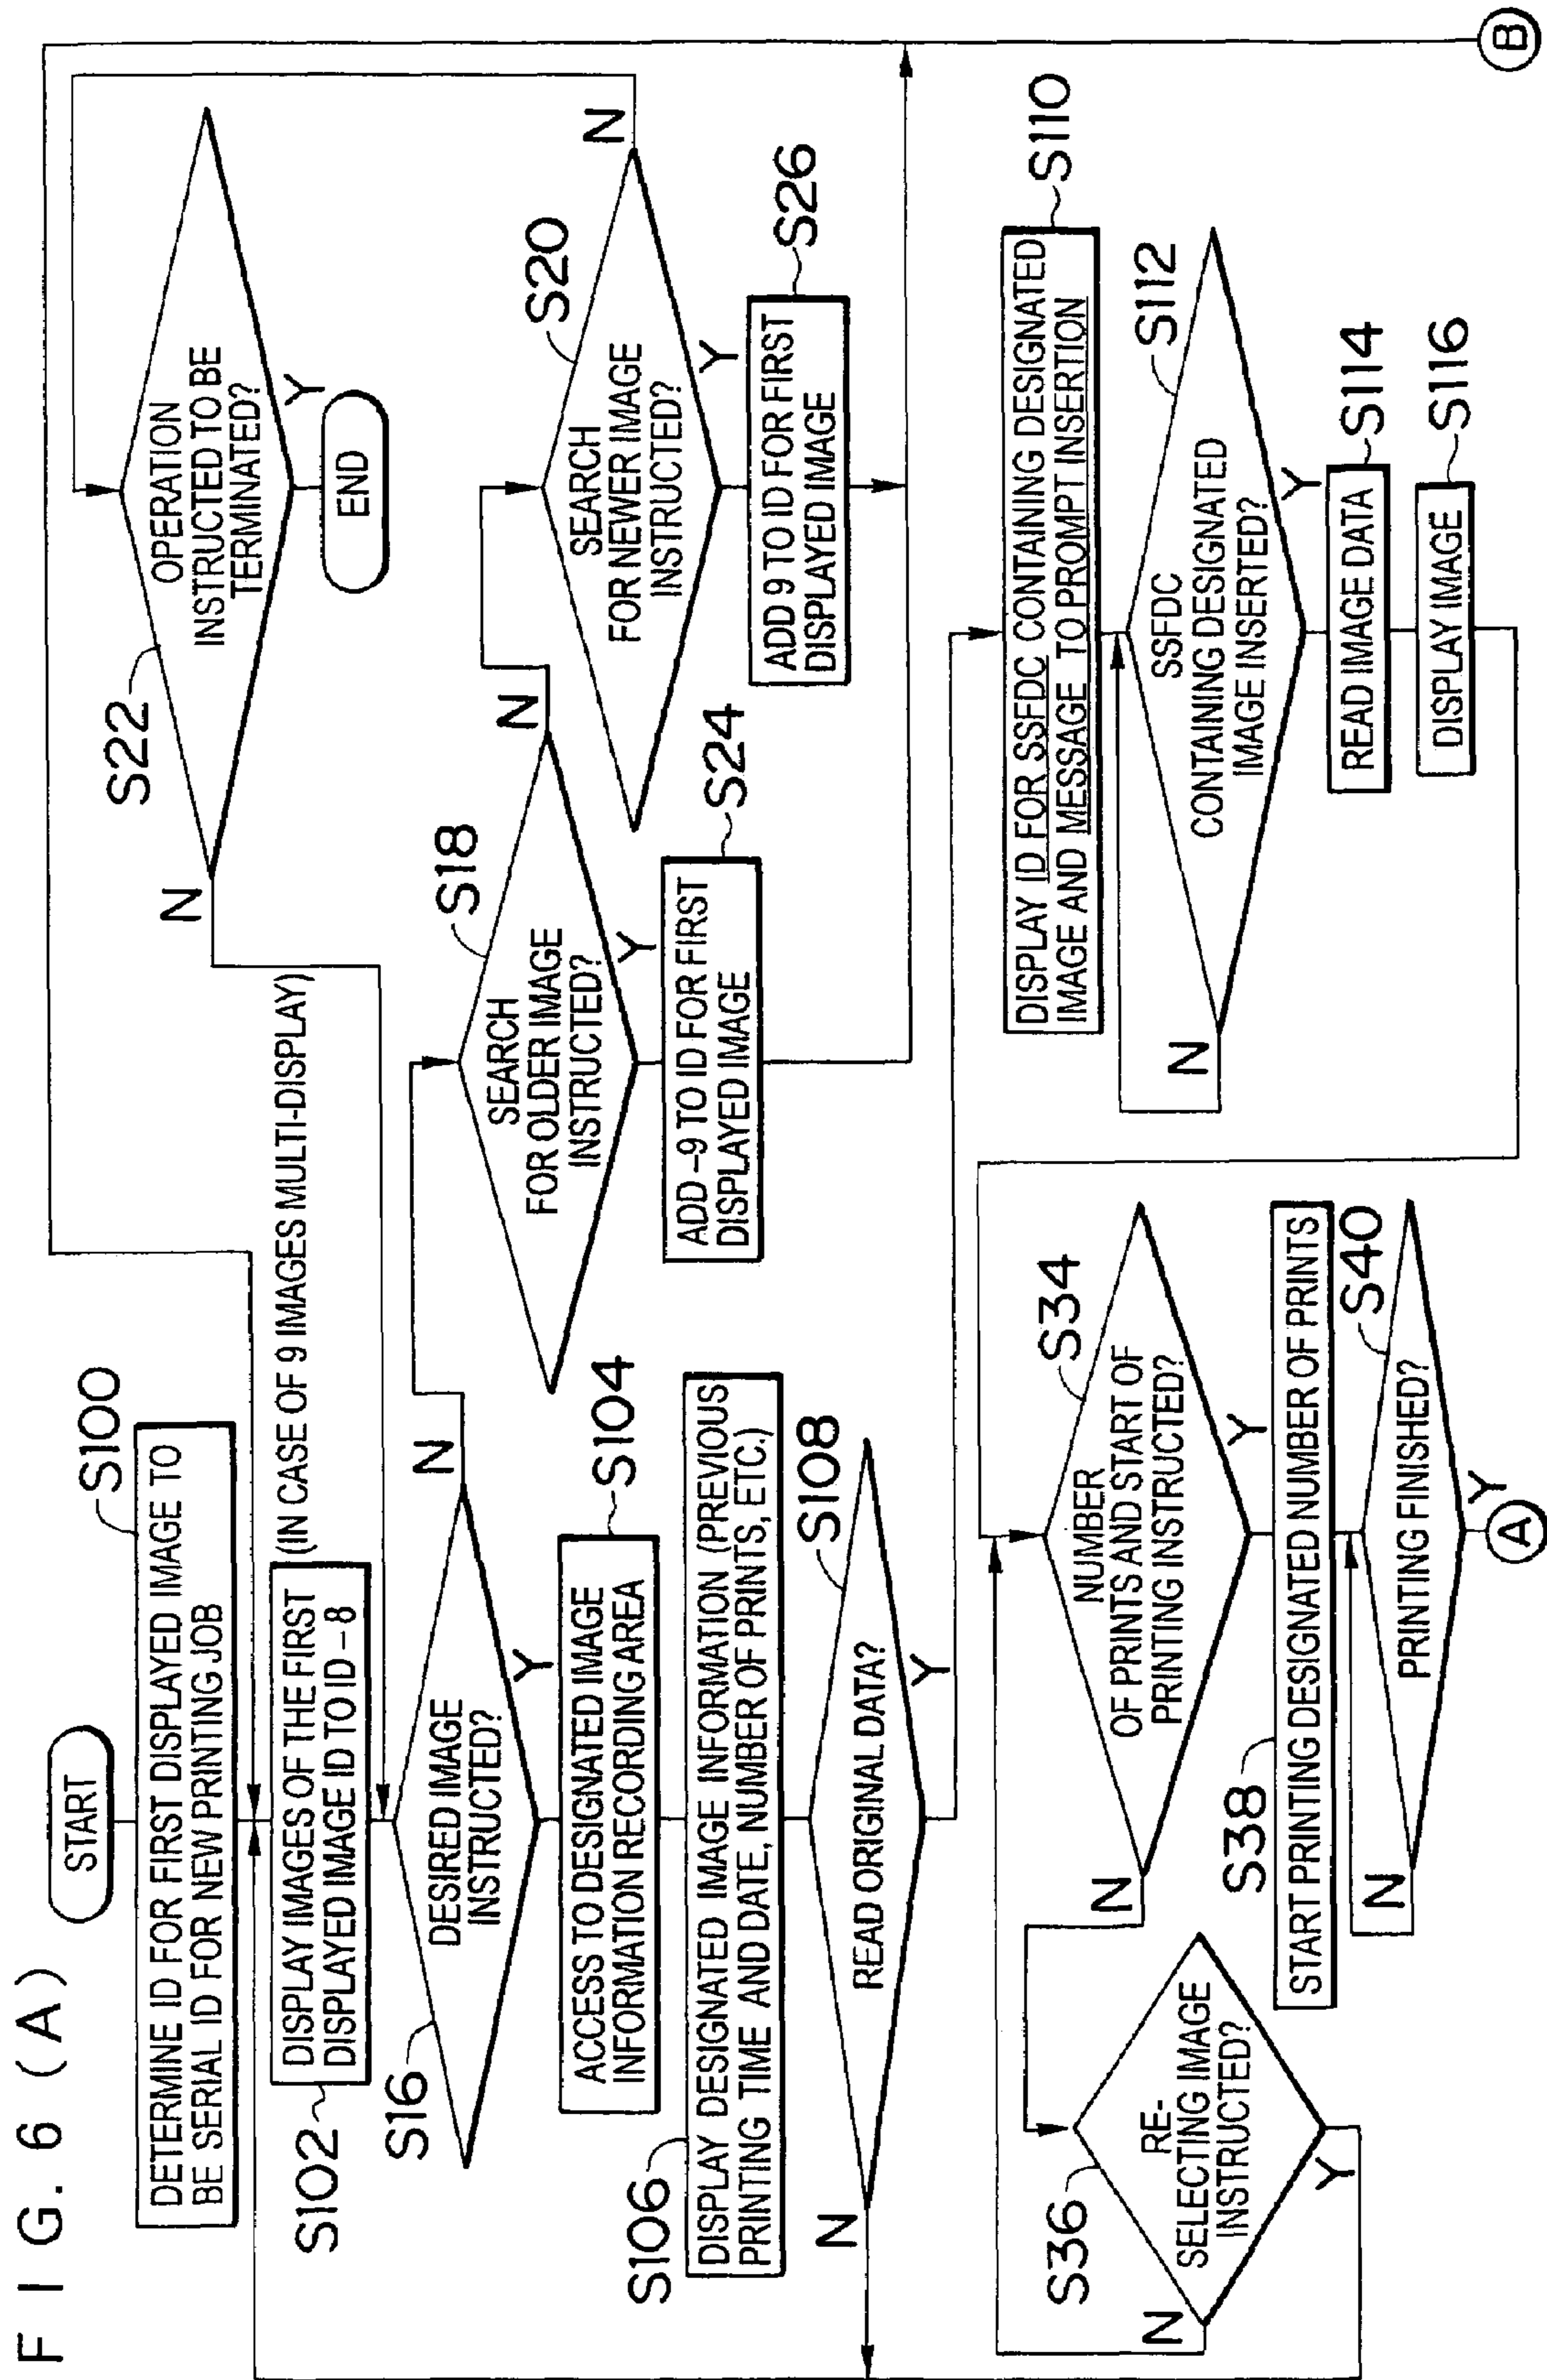 FIG. 6 (A)
START
DETERMINE ID FOR FIRST DISPLAYED IMAGE TO
BE SERIAL ID FOR NEW PRINTING JOB
S100
DISPLAY IMAGES OF THE FIRST
DISPLAYED IMAGE ID TO ID-8
(IN CASE OF 9 IMAGES MULTI-DISPLAY)
S102
DESIRED IMAGE
INSTRUCTED?
S16
N
Y
ACCESS TO DESIGNATED IMAGE
INFORMATION RECORDING AREA
S104
DISPLAY DESIGNATED IMAGE INFORMATION (PREVIOUS
PRINTING TIME AND DATE, NUMBER OF PRINTS, ETC.)
S106
READ ORIGINAL DATA?
S108
N
Y
SEARCH
FOR OLDER IMAGE
INSTRUCTED?
S18
N
Y
ADD -9 TO ID FOR FIRST
DISPLAYED IMAGE
S24
SEARCH
FOR NEWER IMAGE
INSTRUCTED?
S20
N
Y
ADD 9 TO ID FOR FIRST
DISPLAYED IMAGE
S26
OPERATION
INSTRUCTED TO BE
TERMINATED?
S22
N
Y
END
DISPLAY ID FOR SSFDC CONTAINING DESIGNATED
IMAGE AND MESSAGE TO PROMPT INSERTION
S110
SSFDC
CONTAINING DESIGNATED
IMAGE INSERTED?
S112
N
Y
READ IMAGE DATA
S114
DISPLAY IMAGE
S116
NUMBER
OF PRINTS AND START OF
PRINTING INSTRUCTED?
S34
N
Y
RE-
SELECTING IMAGE
INSTRUCTED?
S36
N
Y
START PRINTING DESIGNATED NUMBER OF PRINTS
S38
PRINTING FINISHED?
S40
N
Y
A
B